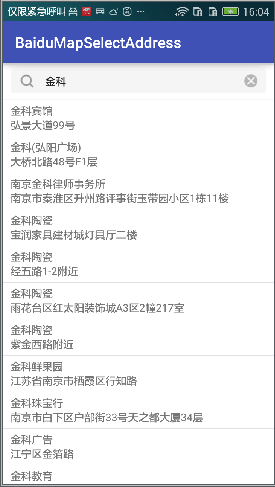 仅限紧急呼叫
16:04
BaiduMapSelectAddress
金科
金科宾馆
弘景大道99号
金科(弘阳广场)
大桥北路48号F1层
南京金科律师事务所
南京市秦淮区升州路评事街玉带园小区1栋11楼
金科陶瓷
宝润家具建材城灯具厅二楼
金科陶瓷
经五路1-2附近
金科陶瓷
雨花台区红太阳装饰城A3区2幢217室
金科陶瓷
紫金西路附近
金科鲜果园
江苏省南京市栖霞区行知路
金科珠宝行
南京市白下区户部街33号天之都大厦34层
金科广告
江宁区金箔路
金科教育